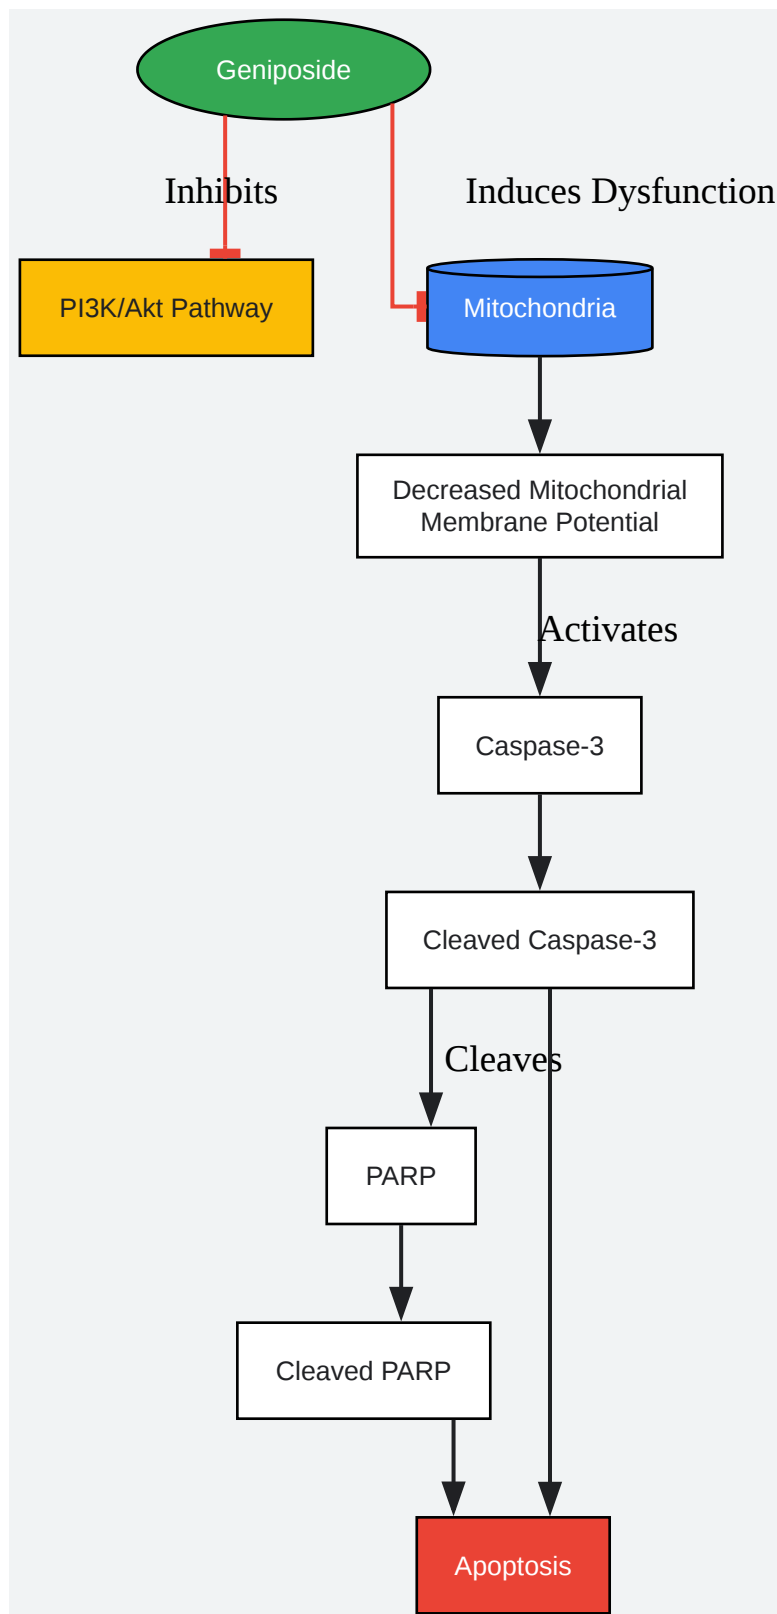 Geniposide
Inhibits
Induces Dysfunction
PI3K/Akt Pathway
Mitochondria
Decreased Mitochondrial
Membrane Potential
Activates
Caspase-3
Cleaved Caspase-3
Cleaves
PARP
Cleaved PARP
Apoptosis